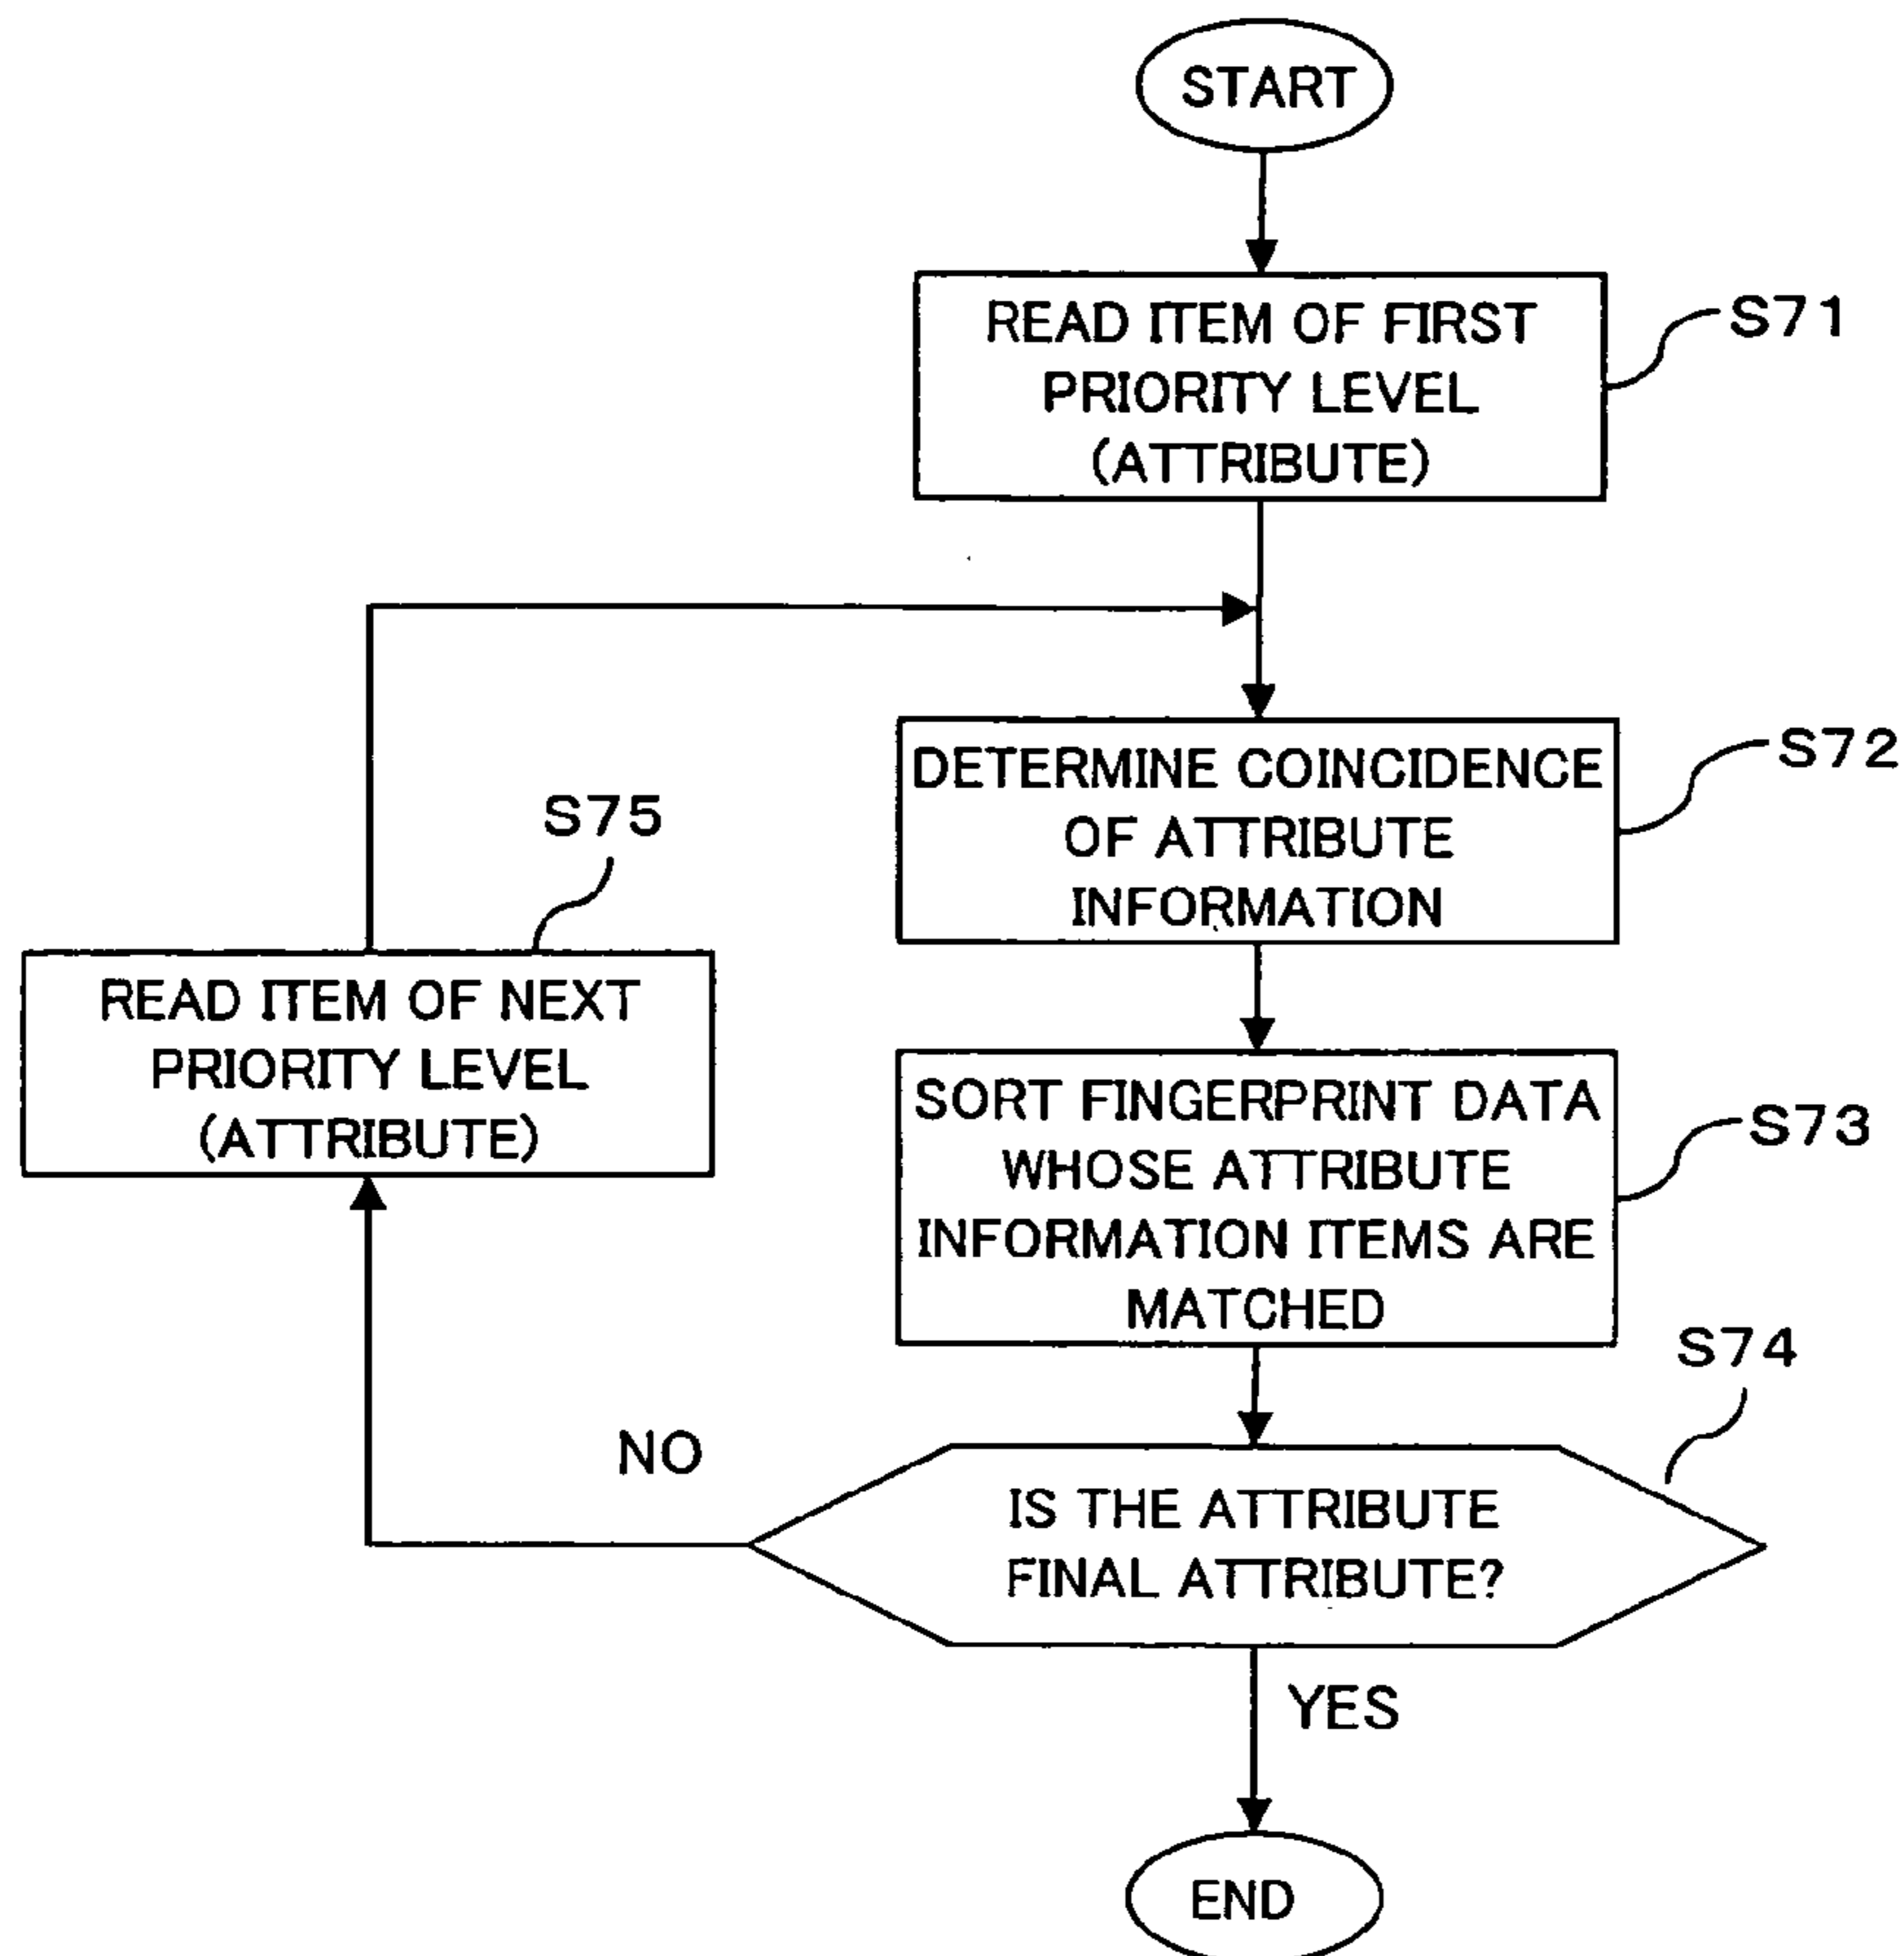 START
READ ITEM OF FIRST
PRIORITY LEVEL
(ATTRIBUTE)
S71
DETERMINE COINCIDENCE
OF ATTRIBUTE
INFORMATION
S72
S75
READ ITEM OF NEXT
PRIORITY LEVEL
(ATTRIBUTE)
SORT FINGERPRINT DATA
WHOSE ATTRIBUTE
INFORMATION ITEMS ARE
MATCHED
S73
S74
NO
IS THE ATTRIBUTE
FINAL ATTRIBUTE?
YES
END